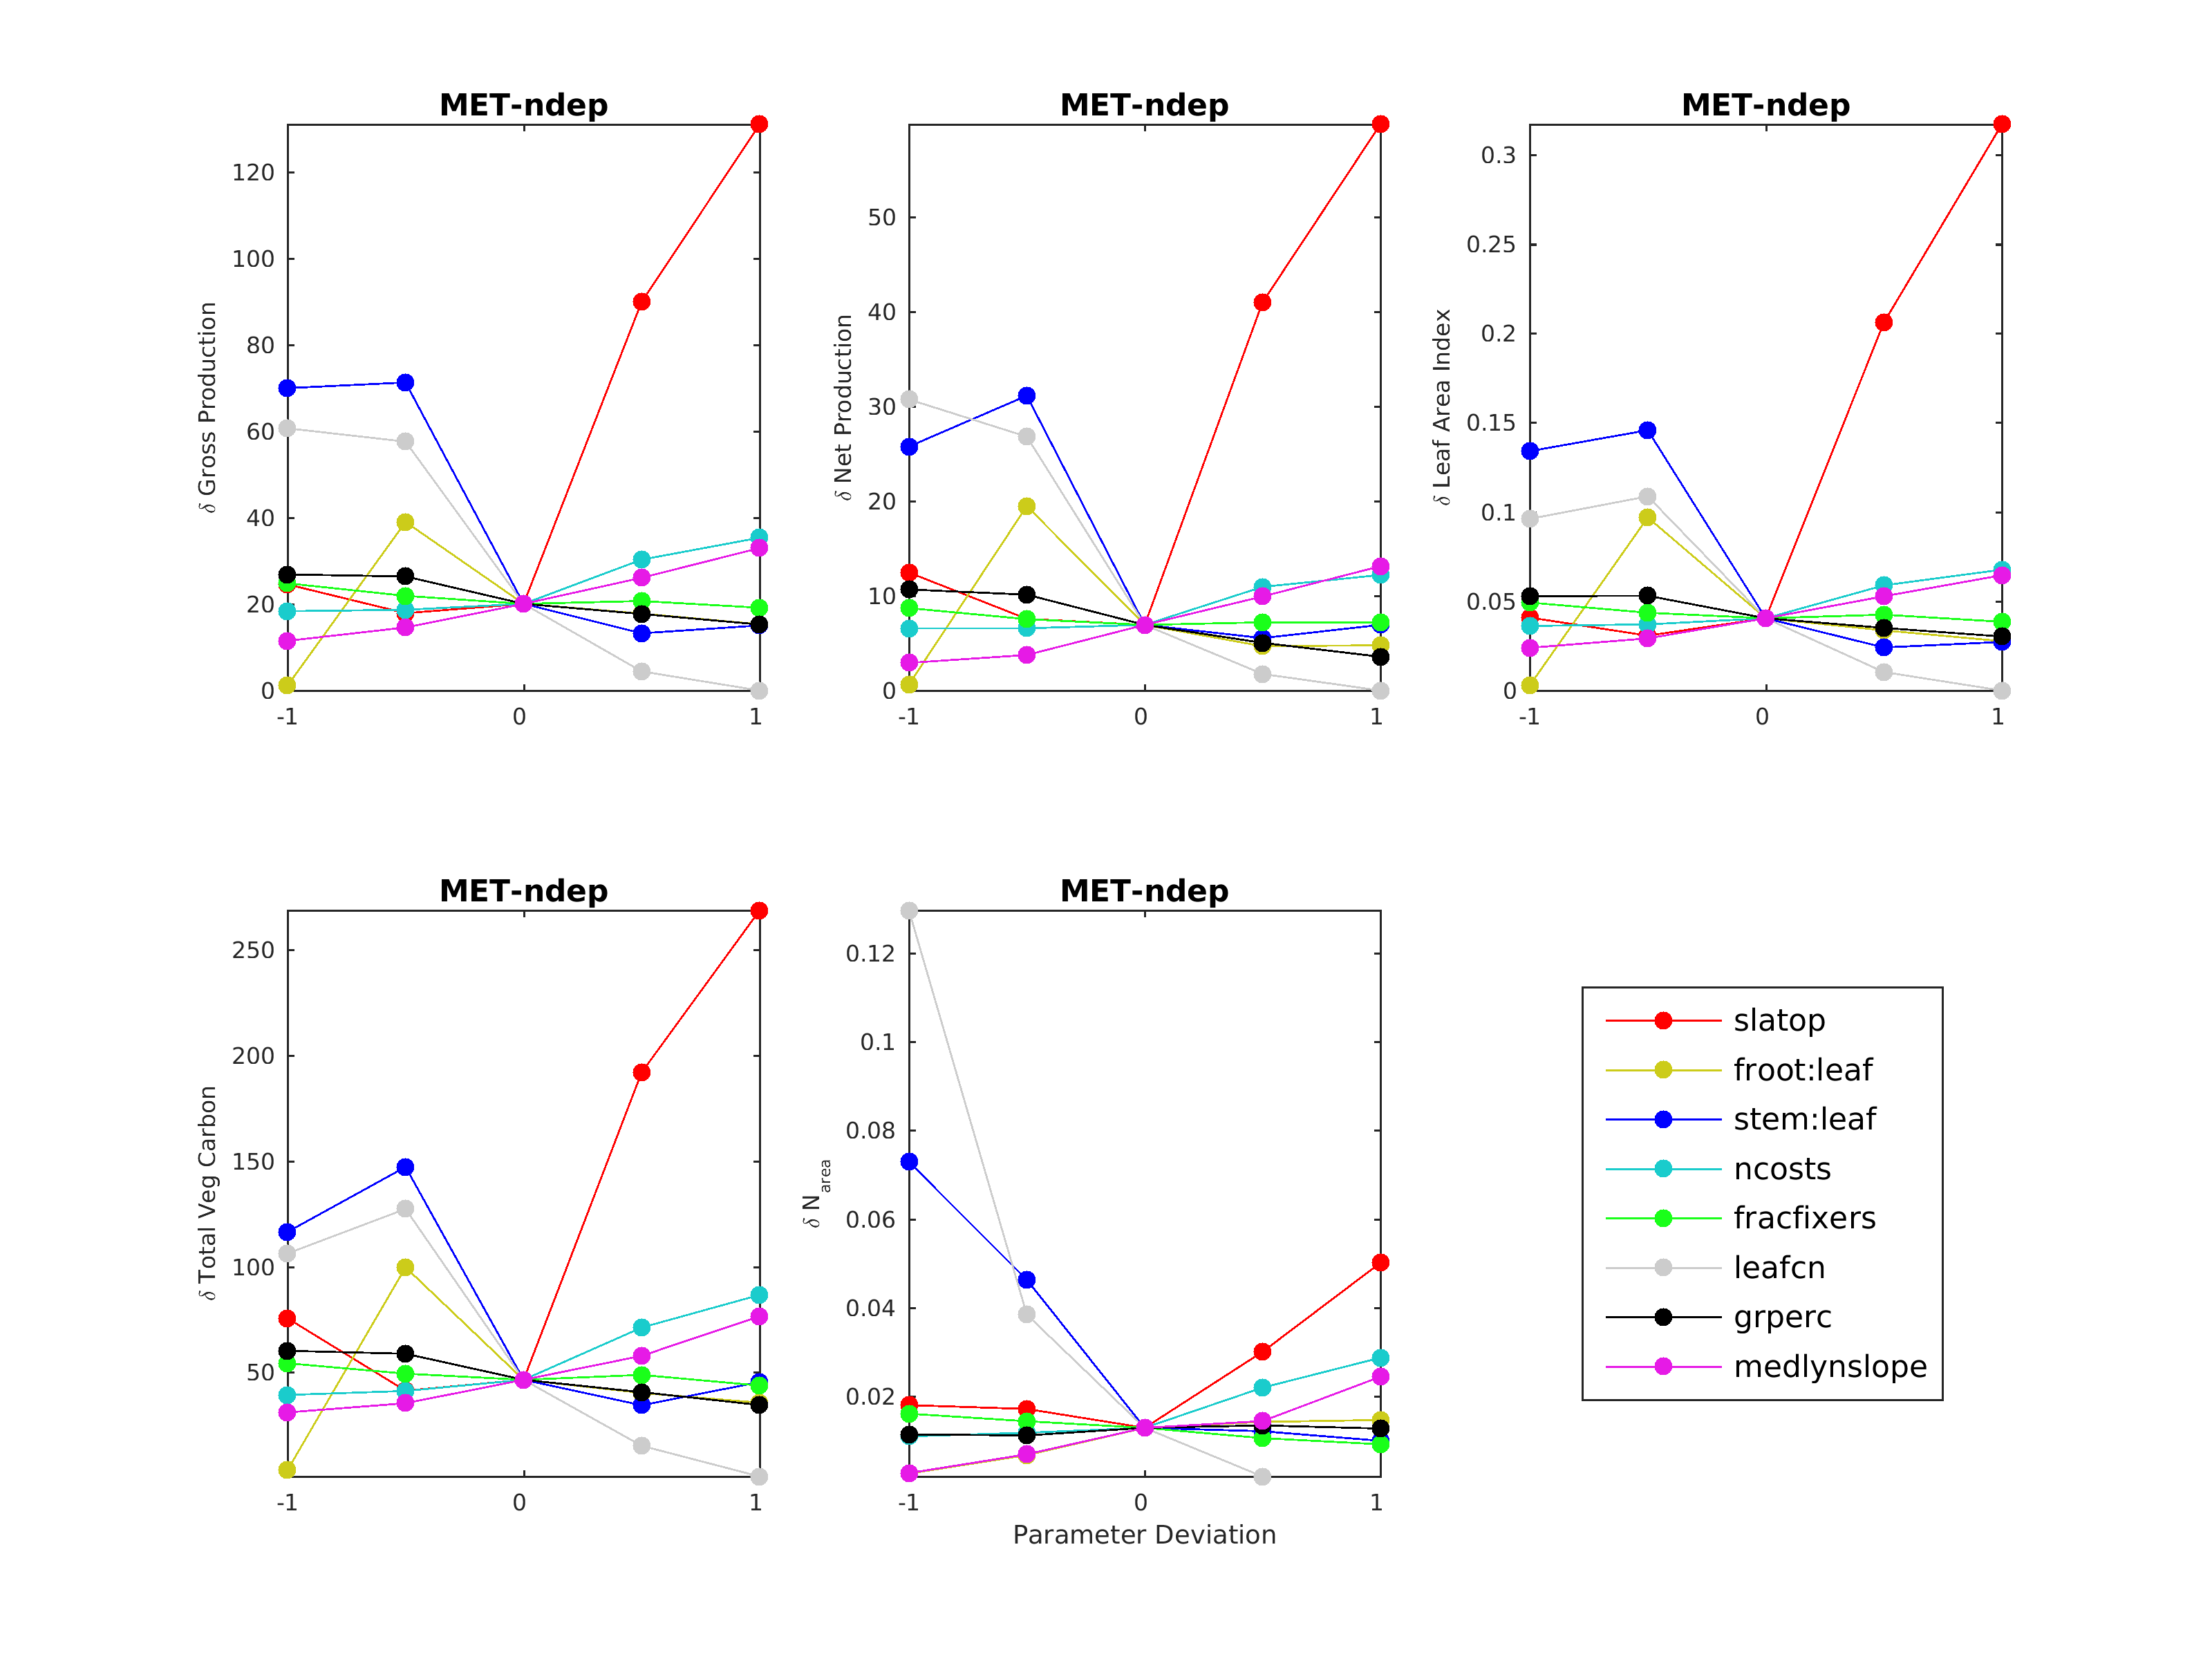 MET-ndep
δ Gross Production
120
100
80
60
40
20
0
-1 0 1
MET-ndep
δ Net Production
50
40
30
20
10
0
-1 0 1
MET-ndep
δ Leaf Area Index
0.3
0.25
0.2
0.15
0.1
0.05
0
-1 0 1
MET-ndep
δ Total Veg Carbon
250
200
150
100
50
-1 0 1
MET-ndep
δ N area
0.12
0.1
0.08
0.06
0.04
0.02
-1 0 1
Parameter Deviation
slatop
froot:leaf
stem:leaf
ncosts
fracfixers
leafcn
grperc
medlynslope